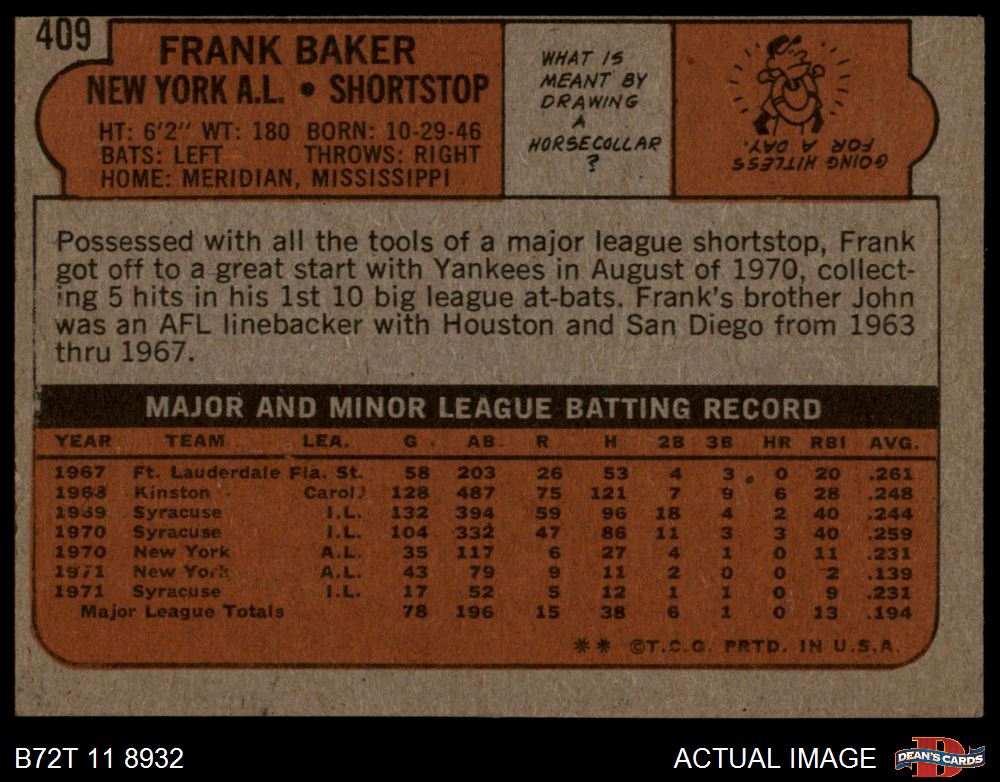 409
FRANK BAKER
NEW YORK A.L. • SHORTSTOP
HT: 6'2" WT: 180 BORN: 10-29-46
BATS: LEFT THROWS: RIGHT
HOME: MERIDIAN, MISSISSIPPI
WHAT IS
MEANT BY
DRAWING
A
HORSECOLLAR
?
GOING HITLESS
FOR A DAY.
Possessed with all the tools of a major league shortstop, Frank
got off to a great start with Yankees in August of 1970, collect-
ing 5 hits in his 1st 10 big league at-bats. Frank's brother John
was an AFL linebacker with Houston and San Diego from 1963
thru 1967.
MAJOR AND MINOR LEAGUE BATTING RECORD
YEAR TEAM LEA. G AB R H 2B 3B HR RBI AVG.
1967 Ft. Lauderdale Fla. St. 58 203 26 53 4 3 0 20 .261
1968 Kinston Carol. 128 487 75 121 7 9 6 28 .248
1969 Syracuse I.L. 132 394 59 96 18 4 2 40 .244
1970 Syracuse I.L. 104 332 47 86 11 3 3 40 .259
1970 New York A.L. 35 117 6 27 4 1 0 11 .231
1971 New York A.L. 43 79 9 11 2 0 0 2 .139
1971 Syracuse I.L. 17 52 5 12 1 1 0 9 .231
Major League Totals 78 196 15 38 6 1 0 13 .194
** ©T.C.G. PRTD. IN U.S.A.
B72T 11 8932
ACTUAL IMAGE
D
DEAN'S CARDS